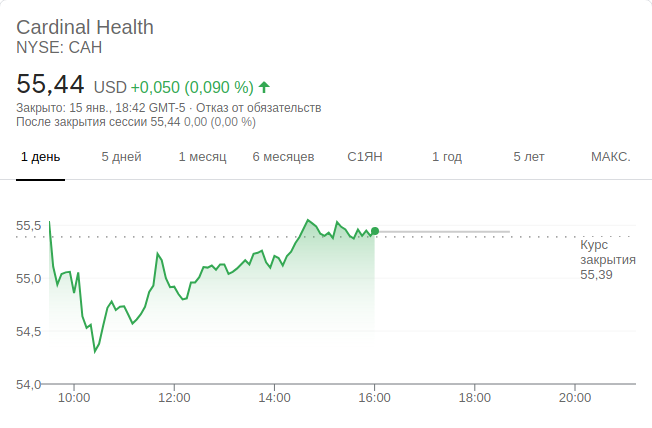 Cardinal Health
NYSE: CAH
55,44 USD +0,050 (0,090 %)
Закрыто: 15 янв., 18:42 GMT-5 · Отказ от обязательств
После закрытия сессии 55,44 0,00 (0,00 %)
1 день 5 дней 1 месяц 6 месяцев С1ЯН 1 год 5 лет МАКС.
55,5
55,0
54,5
54,0
Курс
закрытия
55,39
10:00 12:00 14:00 16:00 18:00 20:00